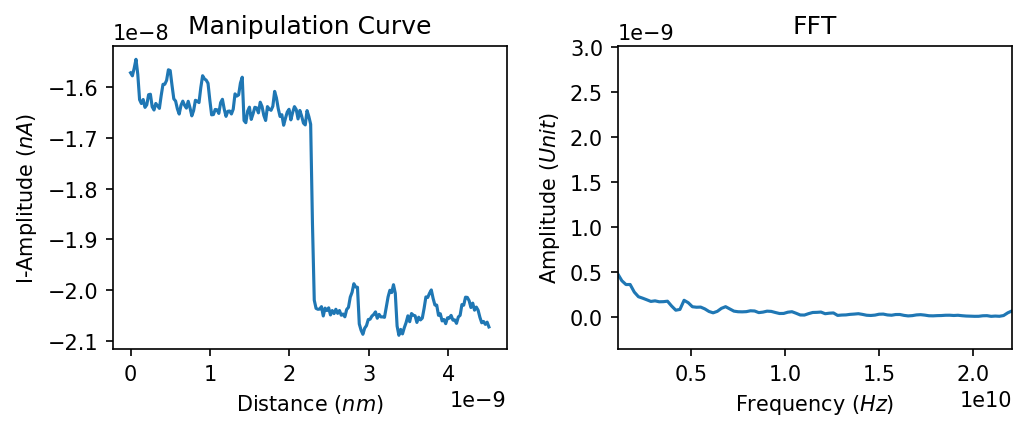 Manipulation Curve
1e−8
−1.6
−1.7
−1.8
−1.9
−2.0
−2.1
I-Amplitude (nA)
0
1
2
3
4
1e−9
Distance (nm)
FFT
1e−9
3.0
2.5
2.0
1.5
1.0
0.5
0.0
Amplitude (Unit)
0.5
1.0
1.5
2.0
1e10
Frequency (Hz)